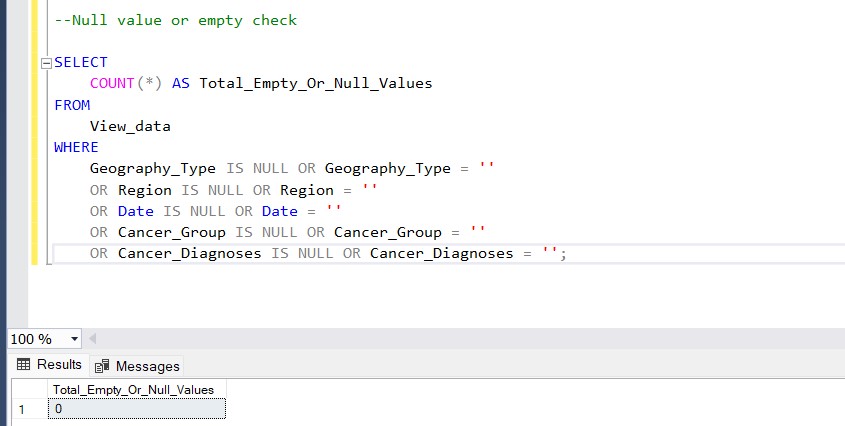 --Null value or empty check
SELECT
COUNT(*) AS Total_Empty_Or_Null_Values
FROM
View_data
WHERE
Geography_Type IS NULL OR Geography_Type = ''
OR Region IS NULL OR Region = ''
OR Date IS NULL OR Date = ''
OR Cancer_Group IS NULL OR Cancer_Group = ''
OR Cancer_Diagnoses IS NULL OR Cancer_Diagnoses = '';
100 %
Results Messages
Total_Empty_Or_Null_Values
1 0